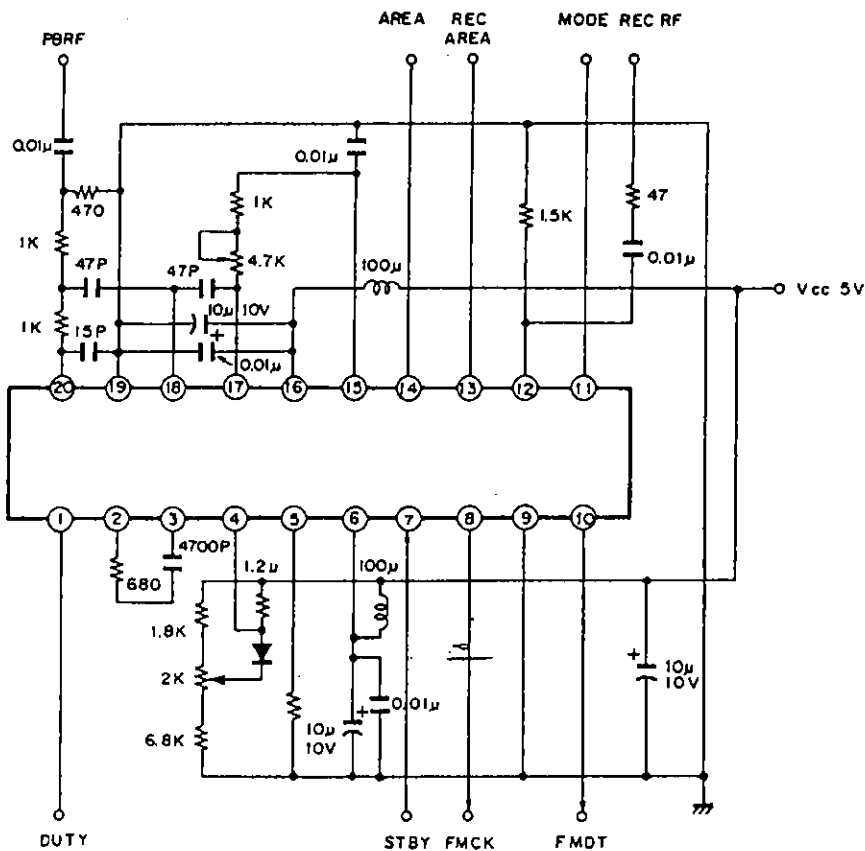 AREA REC AREA MODE REC RF
PBRF
0.01μ
0.01μ
470
1K
1K
4.7K
1.5K
47
0.01μ
47P
47P
100μ
Vcc 5V
10μ 10V
+
1K
15P
0.01μ
20 19 18 17 16 15 14 13 12 11
1 2 3 4 5 6 7 8 9 10
4700P
680
1.2μ
100μ
1.8K
2K
6.8K
+
10μ
10V
0.01μ
+
10μ
10V
DUTY STBY FMCK FMDT